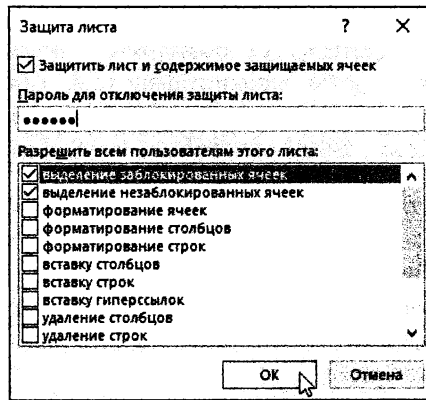 Защита листа ?
Защитить лист и содержимое защищаемых ячеек
Пароль для отключения защиты листа:
••••••
Разрешить всем пользователям этого листа:
выделение заблокированных ячеек
выделение незаблокированных ячеек
форматирование ячеек
форматирование столбцов
форматирование строк
вставку столбцов
вставку строк
вставку гиперссылок
удаление столбцов
удаление строк
ОК Отмена